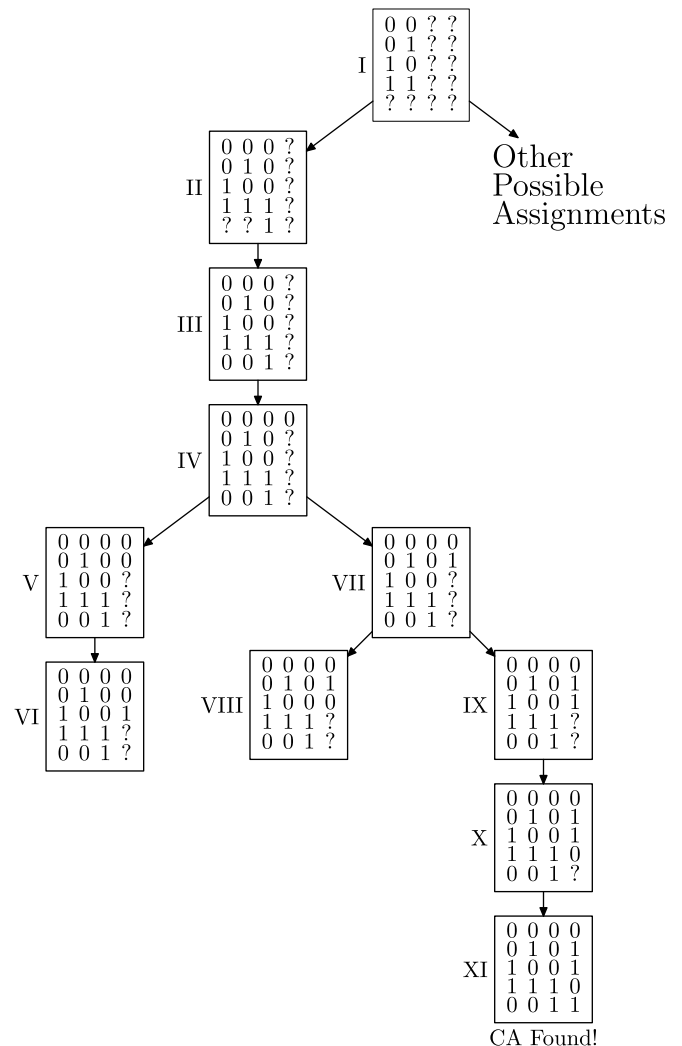 I
0 0 ? ?
0 1 ? ?
1 0 ? ?
1 1 ? ?
? ? ? ?
Other
Possible
Assignments
II
0 0 0 ?
0 1 0 ?
1 0 0 ?
1 1 1 ?
? ? 1 ?
III
0 0 0 ?
0 1 0 ?
1 0 0 ?
1 1 1 ?
0 0 1 ?
IV
0 0 0 0
0 1 0 ?
1 0 0 ?
1 1 1 ?
0 0 1 ?
V
0 0 0 0
0 1 0 0
1 0 0 ?
1 1 1 ?
0 0 1 ?
VII
0 0 0 0
0 1 0 1
1 0 0 ?
1 1 1 ?
0 0 1 ?
VI
0 0 0 0
0 1 0 0
1 0 0 1
1 1 1 ?
0 0 1 ?
VIII
0 0 0 0
0 1 0 1
1 0 0 0
1 1 1 ?
0 0 1 ?
IX
0 0 0 0
0 1 0 1
1 0 0 1
1 1 1 ?
0 0 1 ?
X
0 0 0 0
0 1 0 1
1 0 0 1
1 1 1 0
0 0 1 ?
XI
0 0 0 0
0 1 0 1
1 0 0 1
1 1 1 0
0 0 1 1
CA Found!